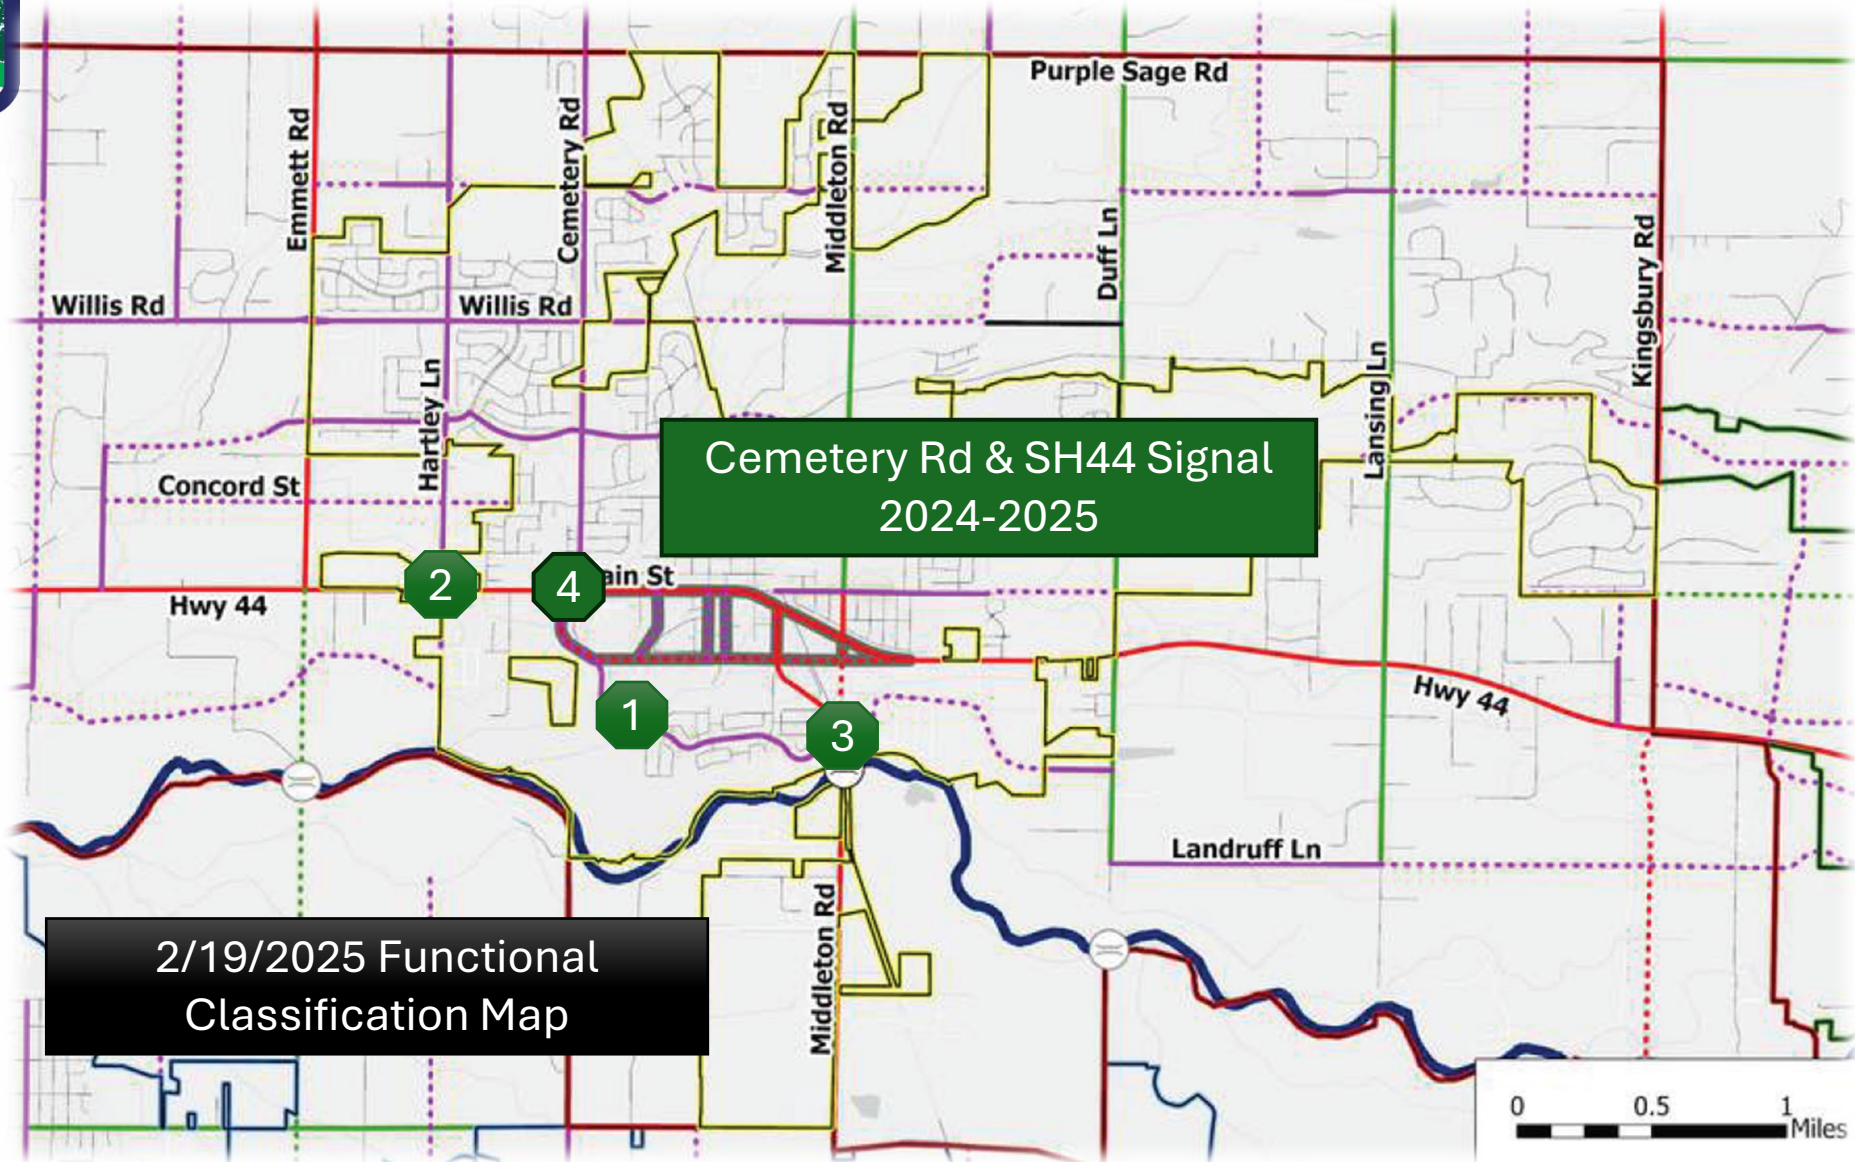 Purple Sage Rd
Emmett Rd
Cemetery Rd
Middleton Rd
Duff Ln
Kingsbury Rd
Willis Rd
Willis Rd
Hartley Ln
Lansing Ln
Cemetery Rd & SH44 Signal
2024-2025
Concord St
2
4
ain St
Hwy 44
1
3
Hwy 44
Landruff Ln
Middleton Rd
2/19/2025 Functional
Classification Map
0 0.5 1
Miles